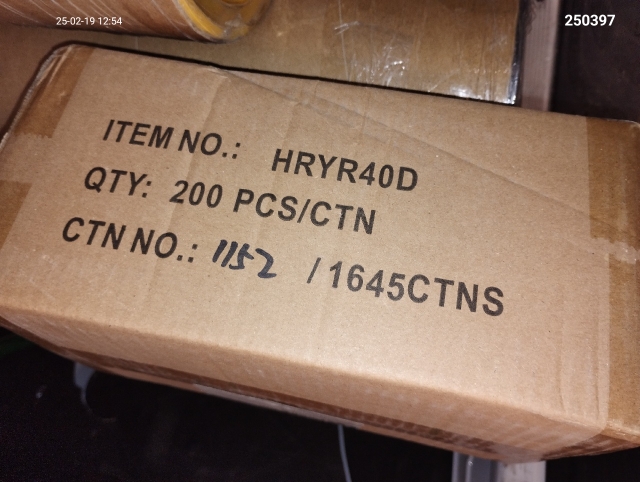 25-02-19 12:54
250397
ITEM NO.: HRYR40D
QTY: 200 PCS/CTN
CTN NO.: 1152 /1645CTNS